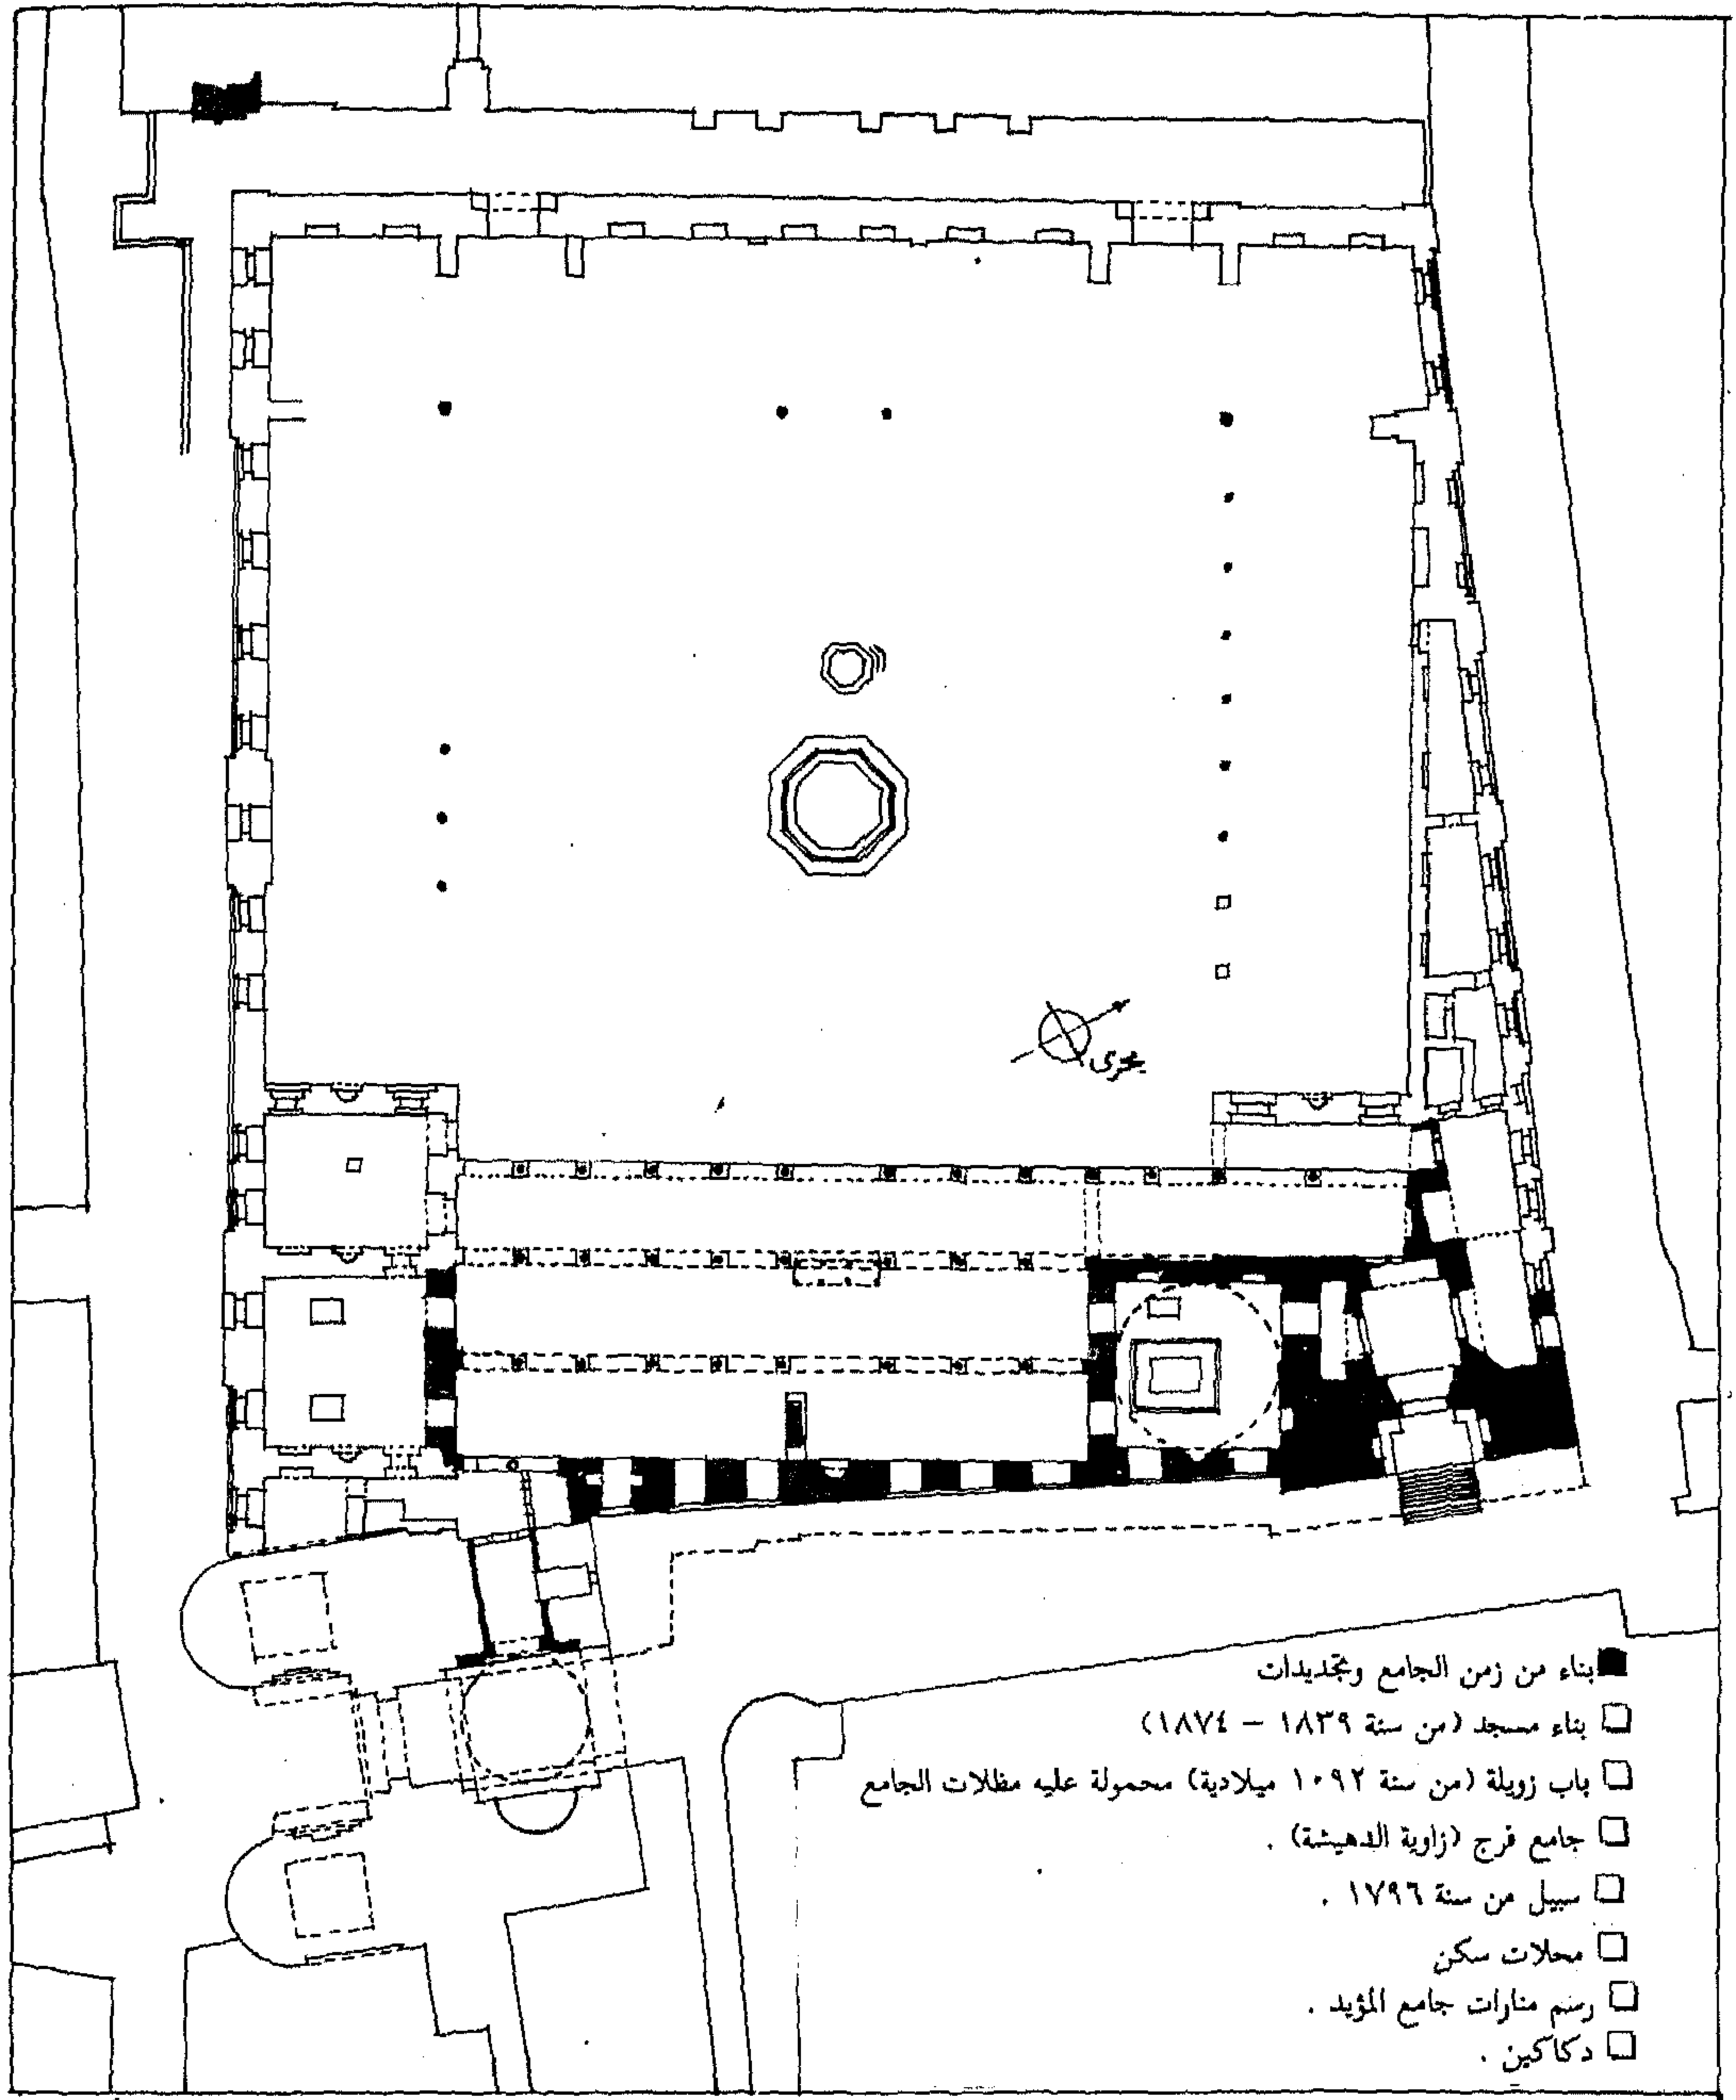 بحرى
بناء من زمن الجامع وتجديدات
بناء مسجد (من سنة ١٨٣٩ – ١٨٧٤)
باب زويلة (من سنة ١٠٩٢ ميلادية) محمولة عليه مظلات الجامع
جامع فرج (زاوية الدهيشة) .
سبيل من سنة ١٧٩٦ .
محلات سكن
رسم منارات جامع المؤيد .
دكاكين .